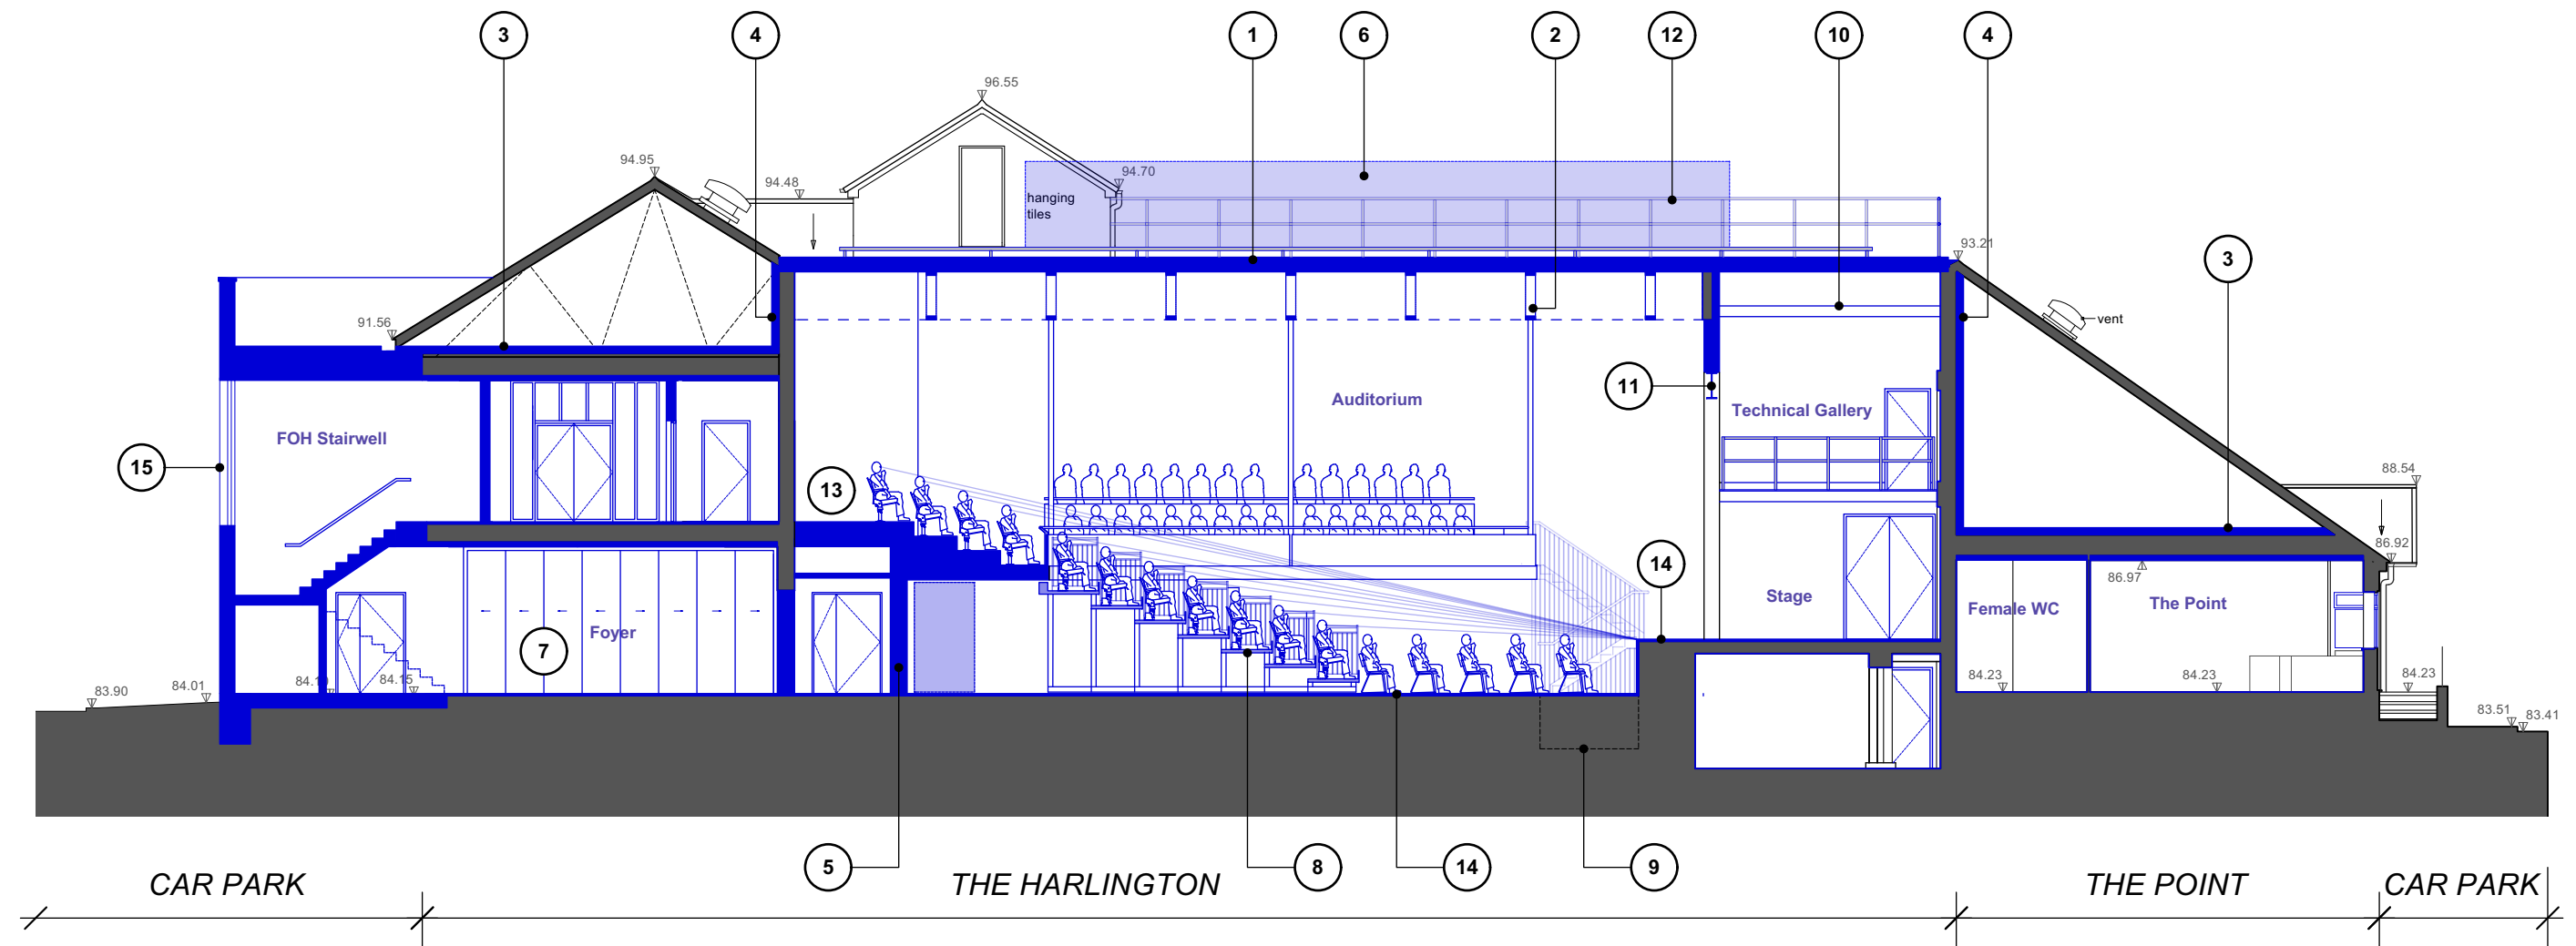 3
4
1
6
2
12
10
4
96.55
94.95
94.48
94.70
hanging
tiles
93.21
3
91.56
vent
11
Auditorium
Technical Gallery
FOH Stairwell
15
13
88.54
86.92
14
86.97
Stage
Female WC
The Point
Foyer
7
83.90
84.01
84.15
84.23
84.23
84.23
83.51
83.41
5
8
14
9
CAR PARK
THE HARLINGTON
THE POINT
CAR PARK